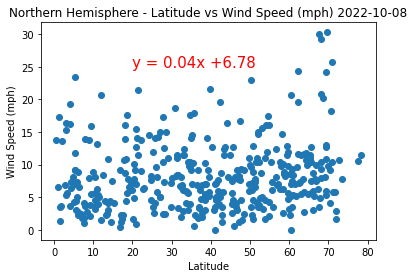 Northern Hemisphere - Latitude vs Wind Speed (mph) 2022-10-08
30
y = 0.04x +6.78
25
20
15
10
5
0
Wind Speed (mph)
0 10 20 30 40 50 60 70 80
Latitude